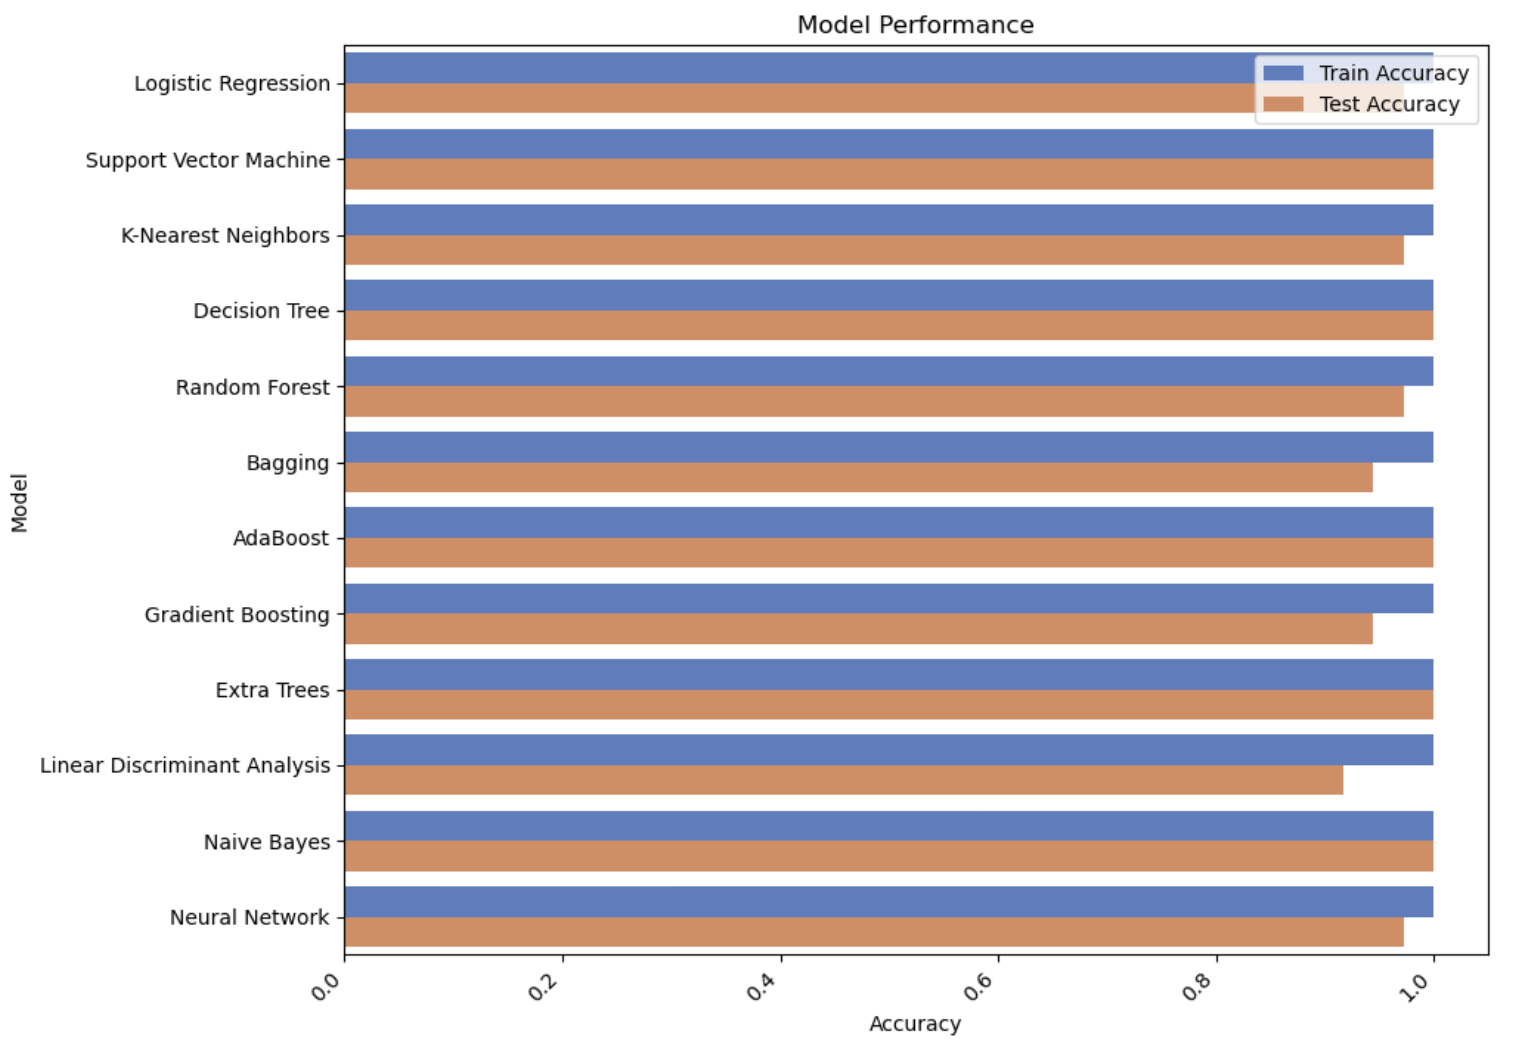 Model Performance
Train Accuracy
Test Accuracy
Logistic Regression
Support Vector Machine
K-Nearest Neighbors
Decision Tree
Random Forest
Bagging
AdaBoost
Gradient Boosting
Extra Trees
Linear Discriminant Analysis
Naive Bayes
Neural Network
Model
0.0 0.2 0.4 0.6 0.8 1.0
Accuracy